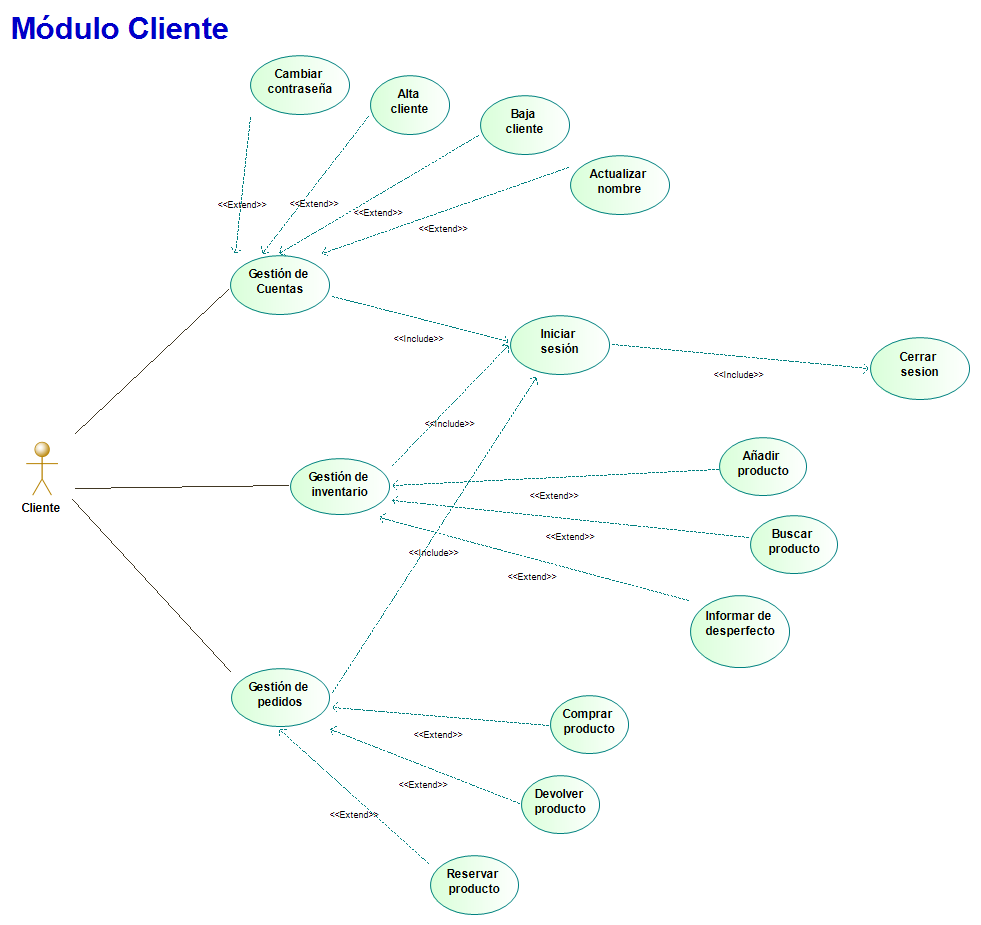 Módulo Cliente
Cambiar
contraseña
Alta
cliente
Baja
cliente
Actualizar
nombre
<<Extend>>
<<Extend>>
<<Extend>>
<<Extend>>
Gestión de
Cuentas
<<Include>>
Iniciar
sesión
<<Include>>
Cerrar
sesion
<<Include>>
Cliente
Gestión de
inventario
Añadir
producto
<<Extend>>
Buscar
producto
<<Extend>>
<<Include>>
<<Extend>>
Informar de
desperfecto
Gestión de
pedidos
Comprar
producto
<<Extend>>
<<Extend>>
Devolver
producto
<<Extend>>
Reservar
producto